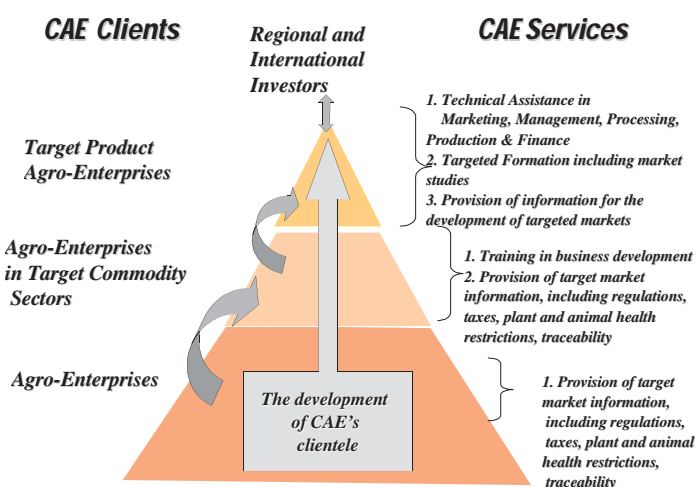 CAE Clients
Regional and
International
Investors
CAE Services
Target Product
Agro-Enterprises
1. Technical Assistance in
Marketing, Management, Processing,
Production & Finance
2. Targeted Formation including market
studies
3. Provision of information for the
development of targeted markets
Agro-Enterprises
in Target Commodity
Sectors
1. Training in business development
2. Provision of target market
information, including regulations,
taxes, plant and animal health
restrictions, traceability
Agro-Enterprises
The development
of CAE's
clientele
1. Provision of target
market information,
including regulations,
taxes, plant and animal
health restrictions,
traceability